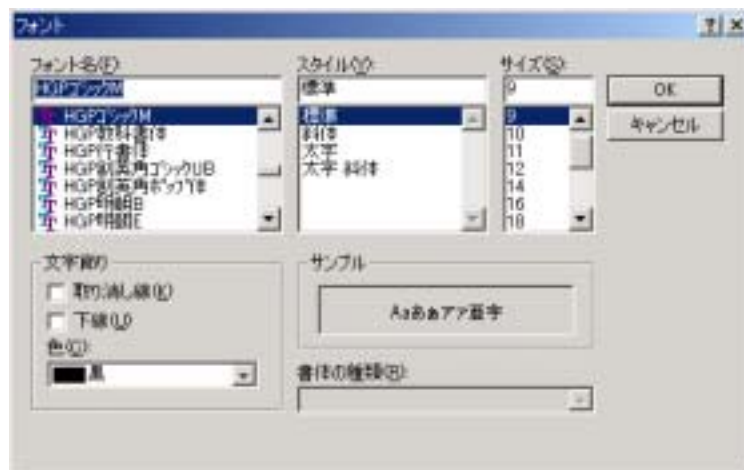 フォント
フォント名(F):
HGPゴシックM
HGPゴシックM
HGP教科書体
HGP行書体
HGP創英角ゴシックUB
HGP創英角ポップ体
HGP明朝B
HGP明朝E
スタイル(Y):
標準
標準
斜体
太字
太字 斜体
サイズ(S):
9
9
10
11
12
14
16
18
OK
キャンセル
文字飾り
取り消し線(K)
下線(U)
色(C):
黒
サンプル
Aaあぁアァ亜宇
書体の種類(R):